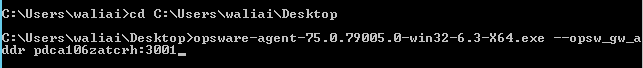 C:\Users\waliai>cd C:\Users\waliai\Desktop
C:\Users\waliai\Desktop>opsware-agent-75.0.79005.0-win32-6.3-X64.exe --opsw_gw_a
ddr pdca106zatcrh:3001